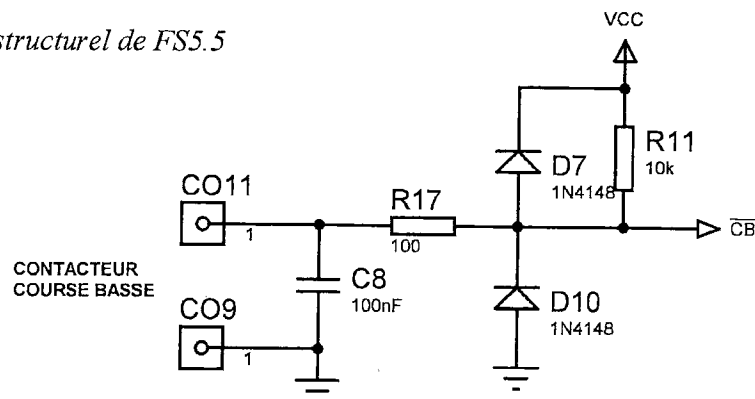 structurel de FS5.5
VCC
R11
10k
D7
1N4148
CO11
1
R17
100
CB
CONTACTEUR
COURSE BASSE
C8
100nF
D10
1N4148
CO9
1